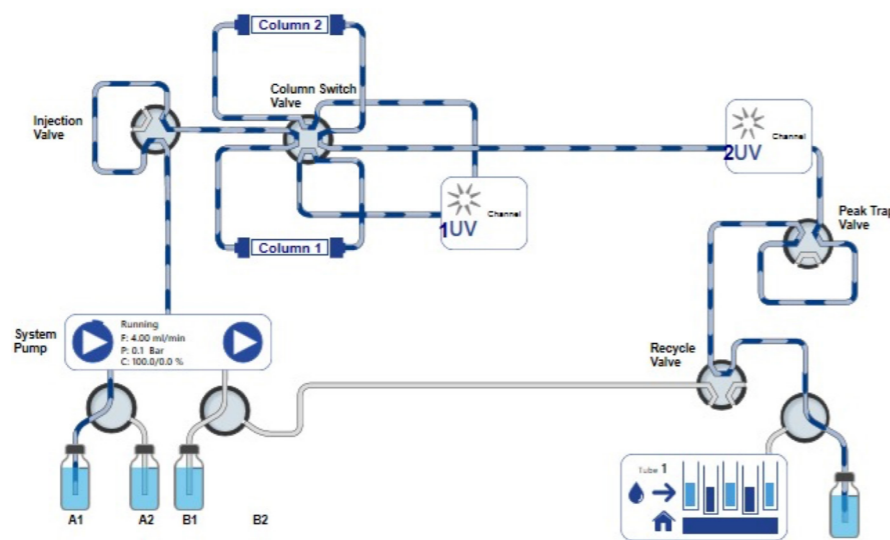 Column 2
Column Switch
Valve
Injection
Valve
2UV
Channel
1UV
Channel
Peak Trap
Valve
Column 1
System
Pump
Running
F: 4.00 ml/min
P: 0.1 Bar
C: 100.0/0.0 %
Recycle
Valve
Tube 1
A1
A2
B1
B2